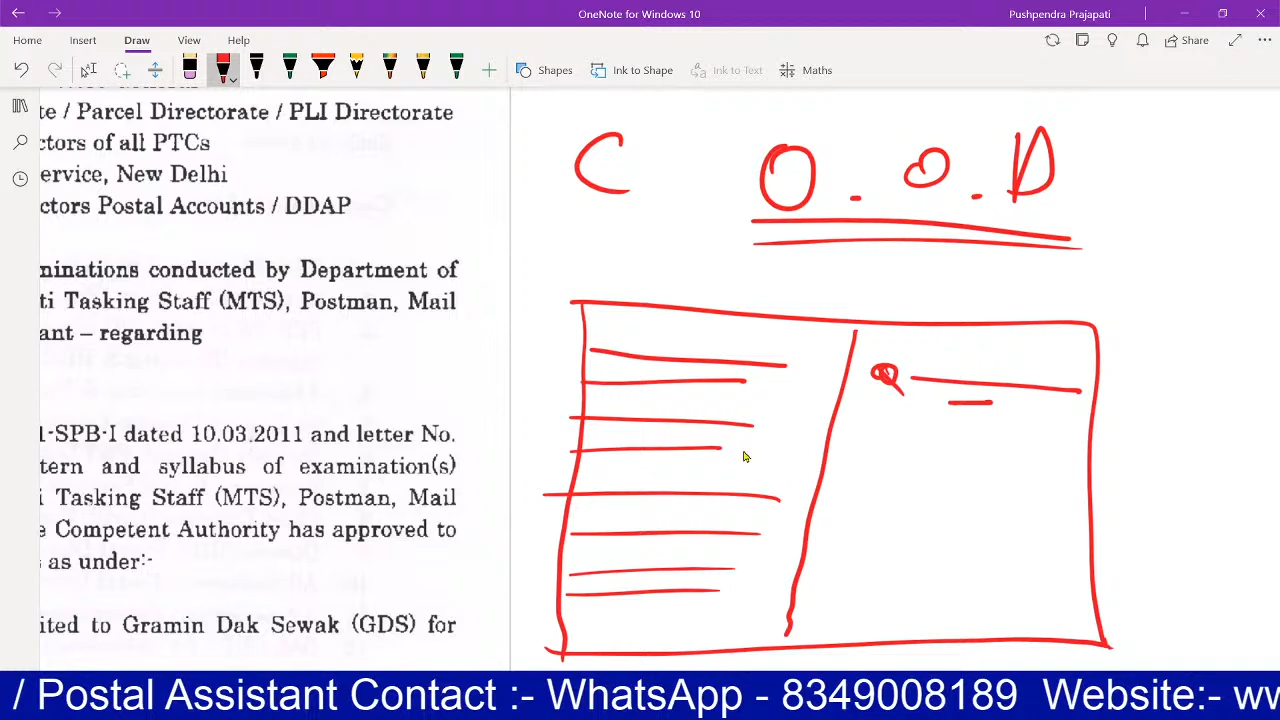 OneNote for Windows 10
Pushpendra Prajapati
Home Insert Draw View Help
Shapes Ink to Shape Ink to Text Maths Share
te / Parcel Directorate / PLI Directorate
ctors of all PTCs
ervice, New Delhi
ctors Postal Accounts / DDAP
minations conducted by Department of
ti Tasking Staff (MTS), Postman, Mail
ant – regarding
1-SPB-I dated 10.03.2011 and letter No.
tern and syllabus of examination(s)
i Tasking Staff (MTS), Postman, Mail
e Competent Authority has approved to
s as under:-
ited to Gramin Dak Sewak (GDS) for
C O . O . D
/ Postal Assistant Contact :- WhatsApp - 8349008189 Website:- ww